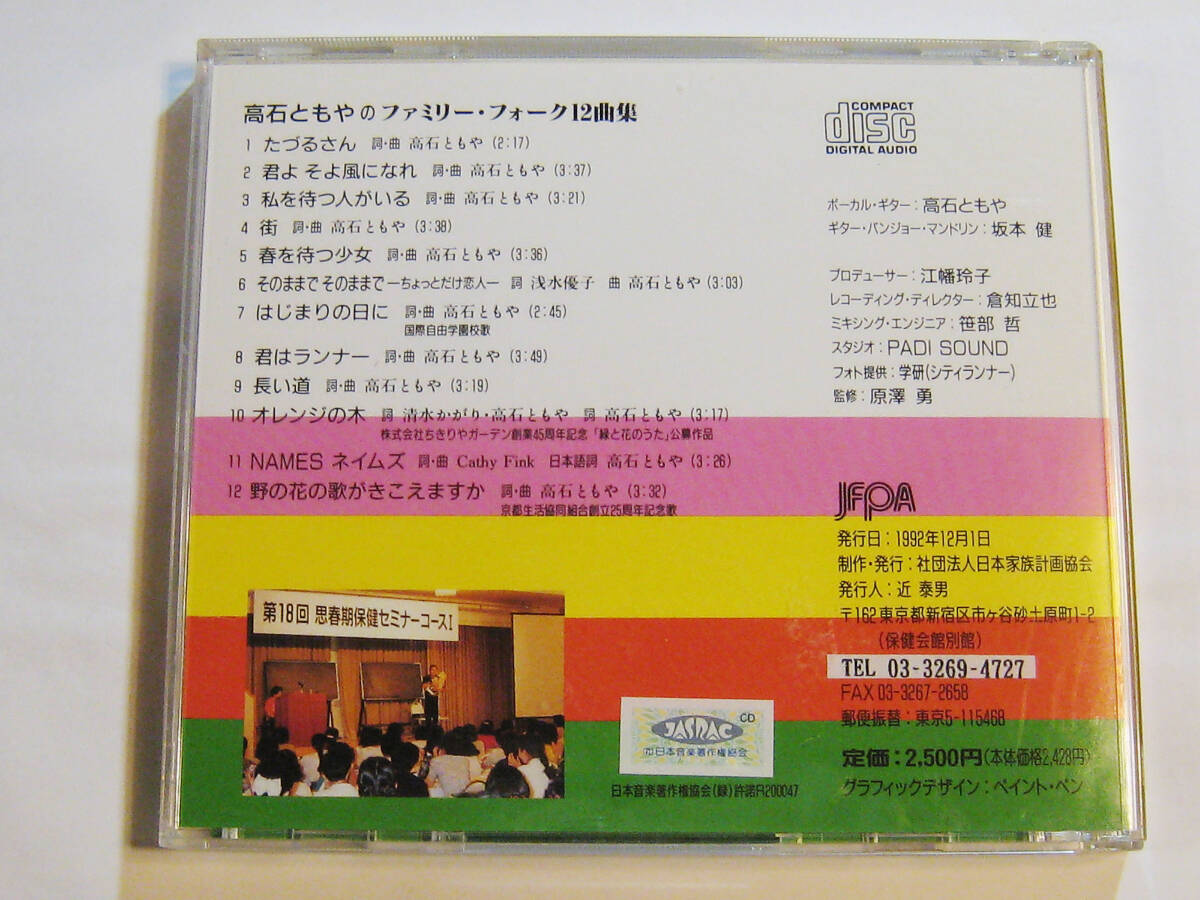 高石ともやのファミリー・フォーク12曲集
1 たづるさん 詞・曲 高石ともや (2:17)
2 君よ そよ風になれ 詞・曲 高石ともや (3:37)
3 私を待つ人がいる 詞・曲 高石ともや (3:21)
4 街 詞・曲 高石ともや (3:38)
5 春を待つ少女 詞・曲 高石ともや (3:36)
6 そのままで そのままで ―ちょっとだけ恋人― 詞 浅水優子 曲 高石ともや (3:03)
7 はじまりの日に 詞・曲 高石ともや (2:45)
国際自由学園校歌
8 君はランナー 詞・曲 高石ともや (3:49)
9 長い道 詞・曲 高石ともや (3:19)
10 オレンジの木 詞 清水かがり・高石ともや 詞 高石ともや (3:17)
株式会社ちきりやガーデン創業45周年記念「緑と花のうた」公募作品
11 NAMES ネイムズ 詞・曲 Cathy Fink 日本語詞 高石ともや (3:26)
12 野の花の歌がきこえますか 詞・曲 高石ともや (3:32)
京都生活協同組合創立25周年記念歌
第18回 思春期保健セミナーコースI
COMPACT
disc
DIGITAL AUDIO
ボーカル・ギター：高石ともや
ギター・バンジョー・マンドリン：坂本 健
プロデューサー：江幡玲子
レコーディング・ディレクター：倉知立也
ミキシング・エンジニア：笹部 哲
スタジオ：PADI SOUND
フォト提供：学研(シティランナー)
監修：原澤 勇
JFPA
発行日：1992年12月1日
制作・発行：社団法人日本家族計画協会
発行人：近 泰男
〒162 東京都新宿区市ヶ谷砂土原町1-2
(保健会館別館)
TEL 03-3269-4727
FAX 03-3267-2658
郵便振替：東京5-115468
定価：2,500円(本体価格2,428円)
グラフィックデザイン：ペイント・ペン
CD
JASRAC
㈳日本音楽著作権協会
日本音楽著作権協会(録)許諾R200047